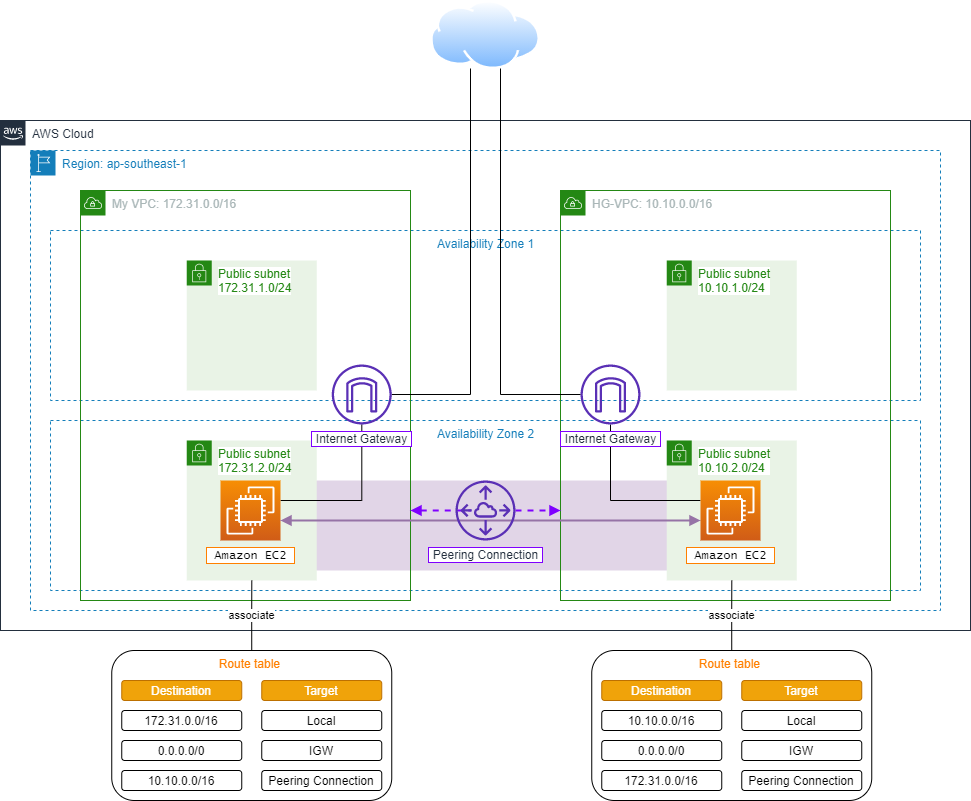 aws
AWS Cloud
Region: ap-southeast-1
My VPC: 172.31.0.0/16
HG-VPC: 10.10.0.0/16
Availability Zone 1
Public subnet
172.31.1.0/24
Public subnet
10.10.1.0/24
Internet Gateway
Availability Zone 2
Internet Gateway
Public subnet
172.31.2.0/24
Public subnet
10.10.2.0/24
Amazon EC2
Peering Connection
Amazon EC2
associate
associate
Route table
Destination Target
172.31.0.0/16 Local
0.0.0.0/0 IGW
10.10.0.0/16 Peering Connection
Route table
Destination Target
10.10.0.0/16 Local
0.0.0.0/0 IGW
172.31.0.0/16 Peering Connection